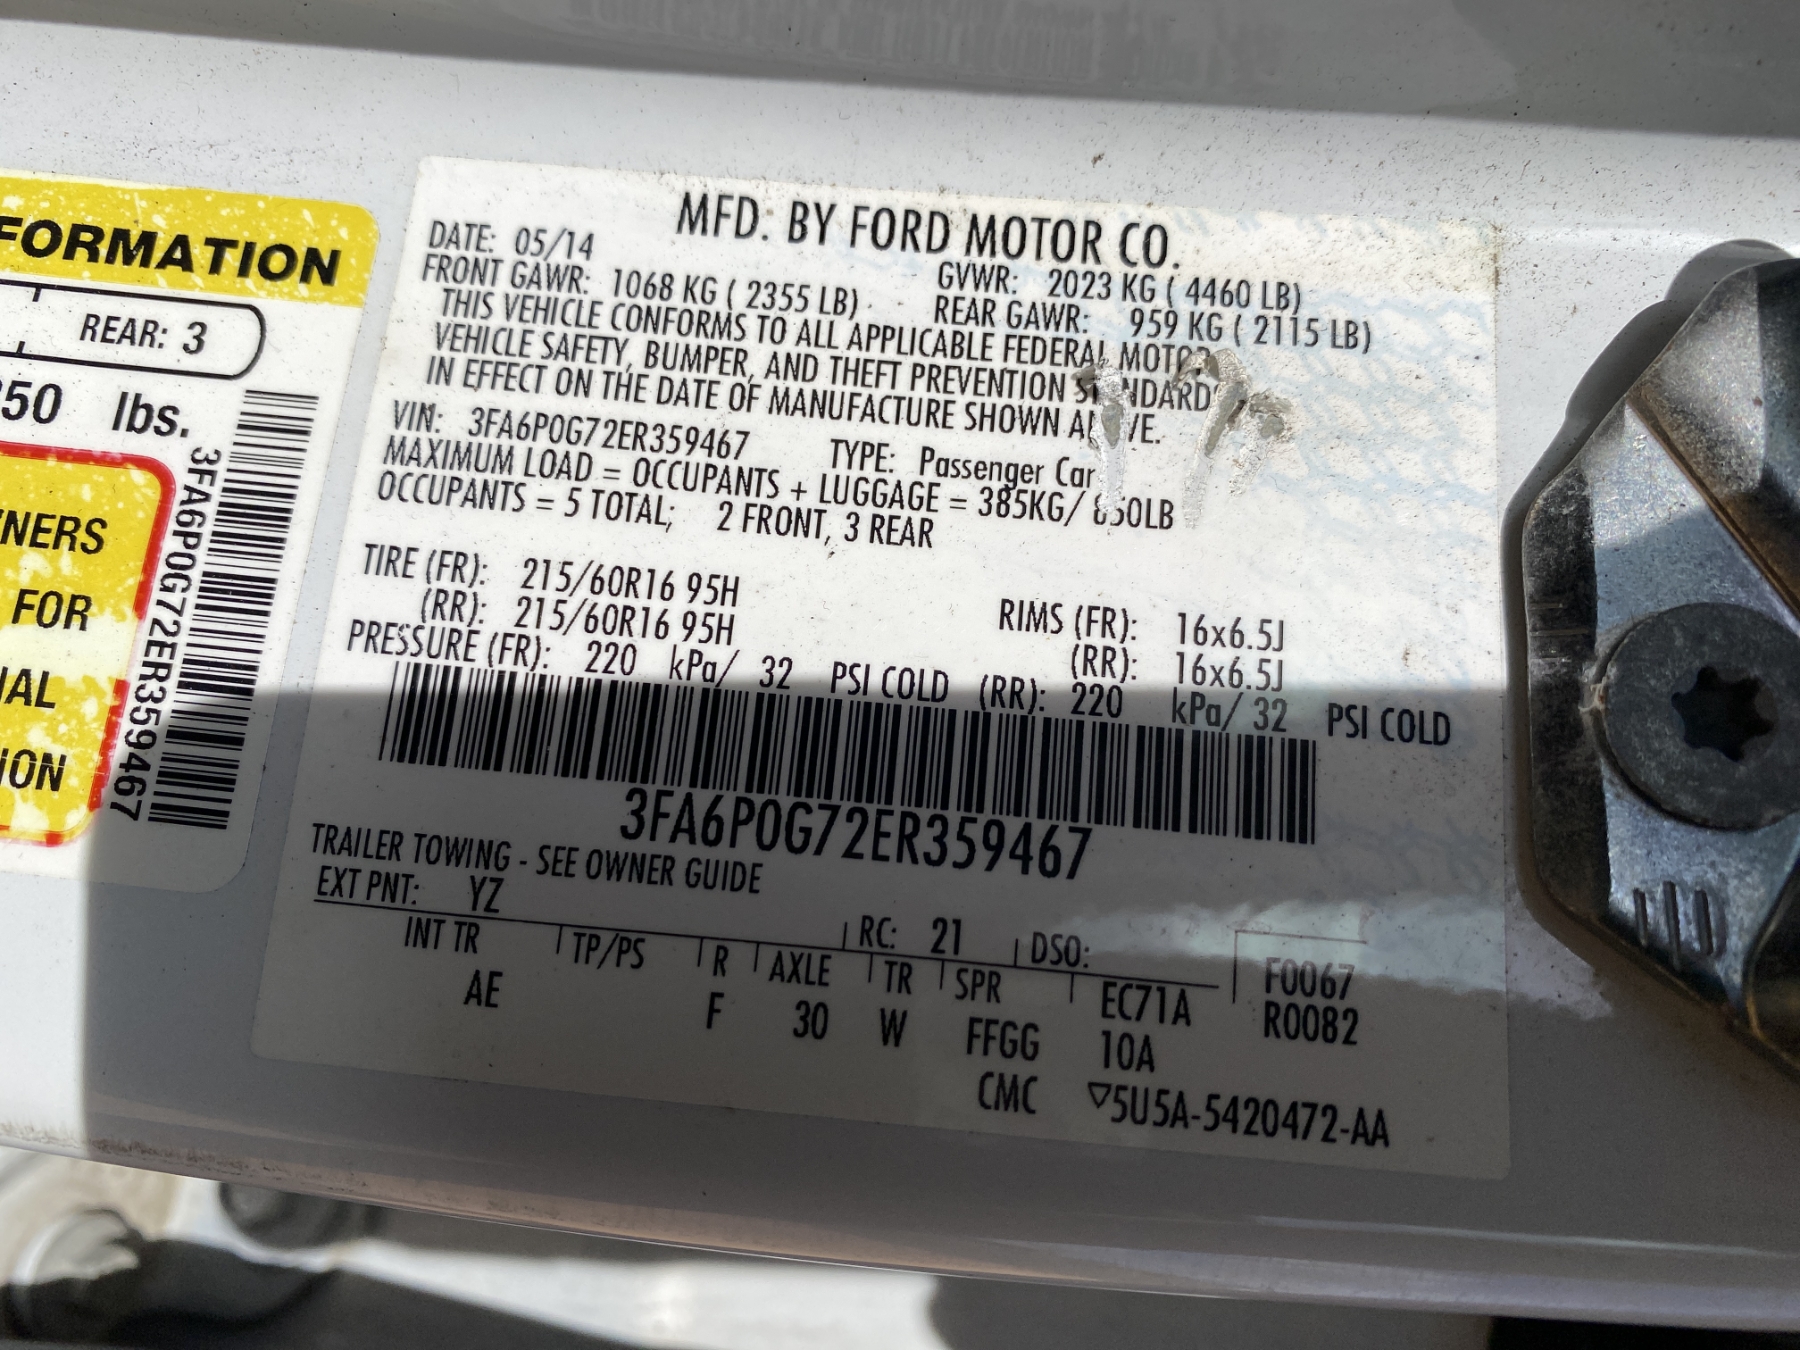 FORMATION
REAR: 3
850 lbs.
NERS
FOR
IAL
ION
3FA6P0G72ER359467
MFD. BY FORD MOTOR CO.
DATE: 05/14 GVWR: 2023 KG ( 4460 LB)
FRONT GAWR: 1068 KG ( 2355 LB) REAR GAWR: 959 KG ( 2115 LB)
THIS VEHICLE CONFORMS TO ALL APPLICABLE FEDERAL MOTOR
VEHICLE SAFETY, BUMPER, AND THEFT PREVENTION STANDARDS
IN EFFECT ON THE DATE OF MANUFACTURE SHOWN ABOVE.
VIN: 3FA6P0G72ER359467 TYPE: Passenger Car
MAXIMUM LOAD = OCCUPANTS + LUGGAGE = 385KG/ 850LB
OCCUPANTS = 5 TOTAL; 2 FRONT, 3 REAR
TIRE (FR): 215/60R16 95H RIMS (FR): 16x6.5J
(RR): 215/60R16 95H (RR): 16x6.5J
PRESSURE (FR): 220 kPa/ 32 PSI COLD (RR): 220 kPa/ 32 PSI COLD
3FA6P0G72ER359467
TRAILER TOWING - SEE OWNER GUIDE
EXT PNT: YZ RC: 21 DSO: F0067
INT TR TP/PS R AXLE TR SPR EC71A R0082
AE F 30 W FFGG 10A
CMC ▽5U5A-5420472-AA